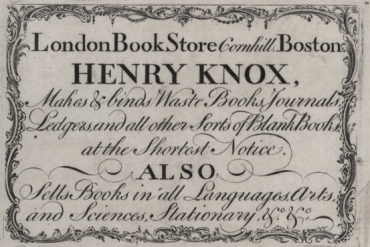 London Book Store Cornhill Boston.
HENRY KNOX,
Makes & binds Waste Books, Journals,
Ledgers, and all other Sorts of Blank Books
at the Shortest Notice.
ALSO
Sells Books in all Languages, Arts,
and Sciences, Stationary, &c. &c.